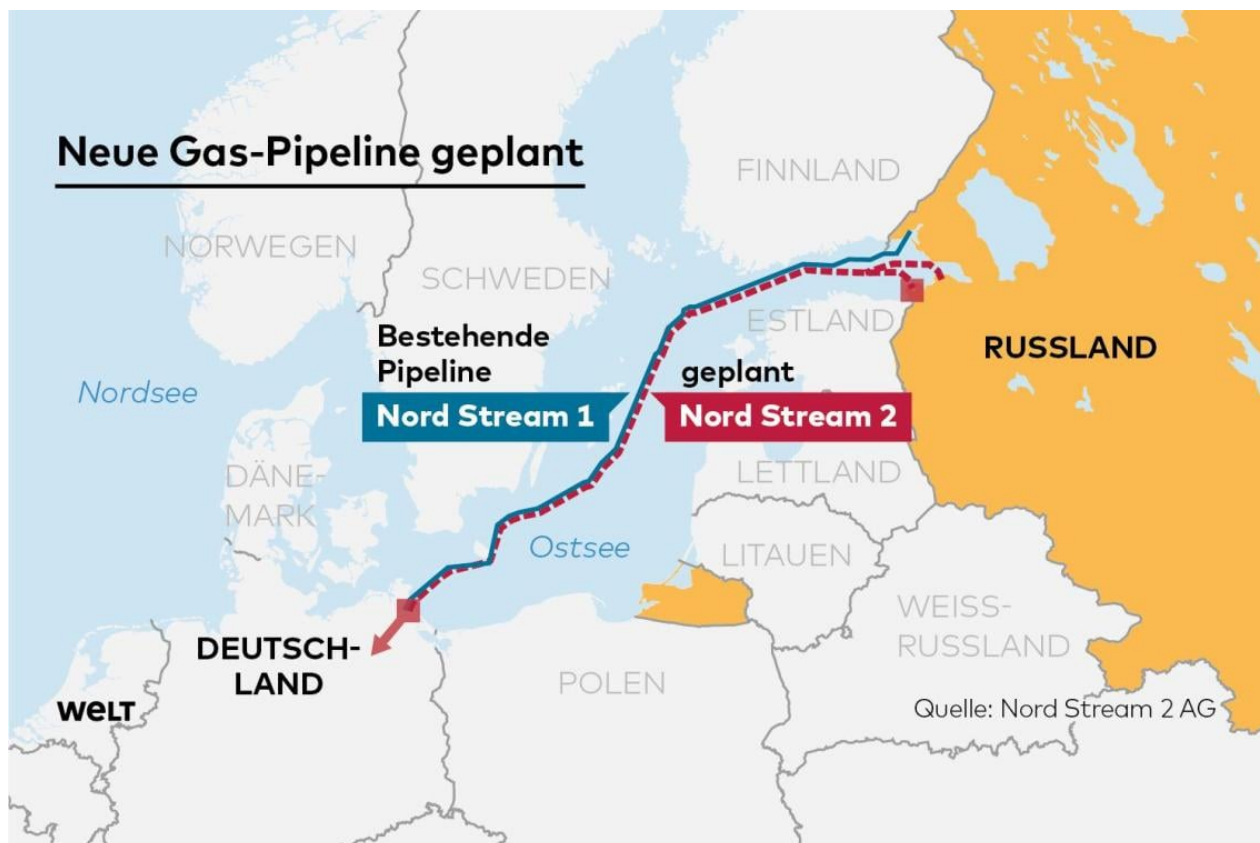 Neue Gas-Pipeline geplant
FINNLAND
NORWEGEN
SCHWEDEN
ESTLAND
Bestehende
Pipeline
Nord Stream 1
geplant
Nord Stream 2
RUSSLAND
Nordsee
DÄNE-
MARK
LETTLAND
Ostsee
LITAUEN
WEISS-
RUSSLAND
DEUTSCH-
LAND
POLEN
WELT
Quelle: Nord Stream 2 AG